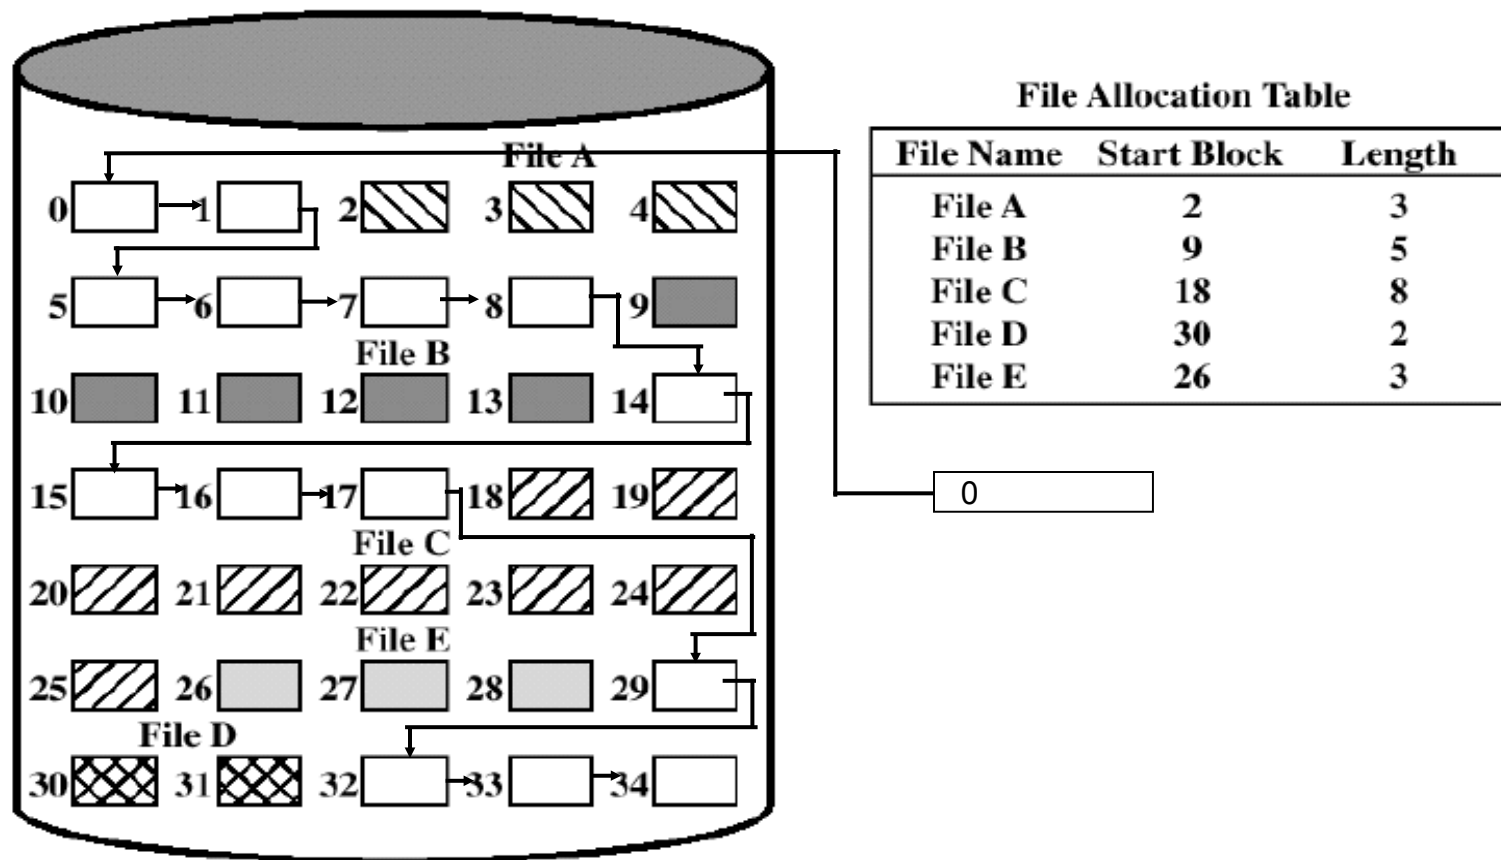 File Allocation Table
File Name Start Block Length
File A 2 3
File B 9 5
File C 18 8
File D 30 2
File E 26 3
0
File A
0 1 2 3 4
5 6 7 8 9
File B
10 11 12 13 14
15 16 17 18 19
File C
20 21 22 23 24
File E
25 26 27 28 29
File D
30 31 32 33 34